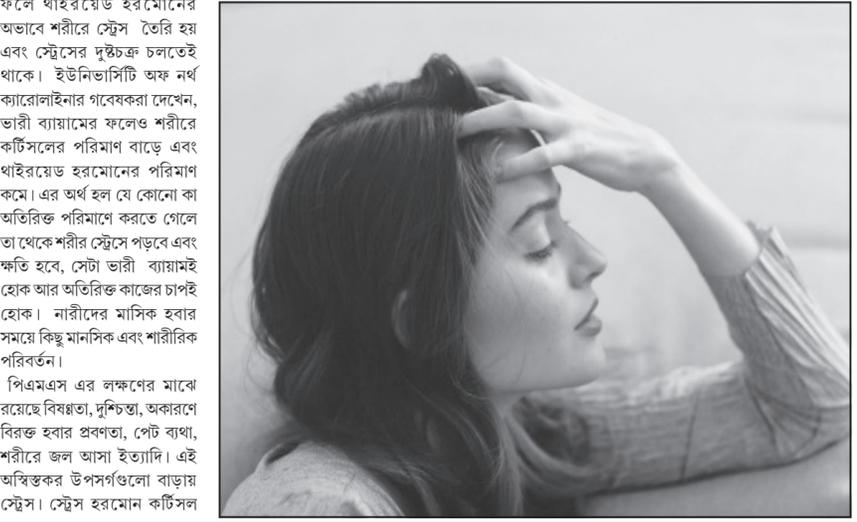 ফলে থাইরয়েড হরমোনের
অভাবে শরীরে স্ট্রেস তৈরি হয়
এবং স্ট্রেসের দুষ্টচক্র চলতেই
থাকে। ইউনিভার্সিটি অফ নর্থ
ক্যারোলাইনার গবেষকরা দেখেন,
ভারী ব্যায়ামের ফলেও শরীরে
কর্টিসলের পরিমাণ বাড়ে এবং
থাইরয়েড হরমোনের পরিমাণ
কমে। এর অর্থ হল যে কোনো কা
অতিরিক্ত পরিমাণে করতে গেলে
তা থেকে শরীর স্ট্রেসে পড়বে এবং
ক্ষতি হবে, সেটা ভারী ব্যায়ামই
হোক আর অতিরিক্ত কাজের চাপই
হোক। নারীদের মাসিক হবার
সময়ে কিছু মানসিক এবং শারীরিক
পরিবর্তন।
পিএমএস এর লক্ষণের মাঝে
রয়েছে বিষণ্ণতা, দুশ্চিন্তা, অকারণে
বিরক্ত হবার প্রবণতা, পেট ব্যথা,
শরীরে জল আসা ইত্যাদি। এই
অস্বিস্তকর উপসর্গগুলো বাড়ায়
স্ট্রেস। স্ট্রেস হরমোন কর্টিসল